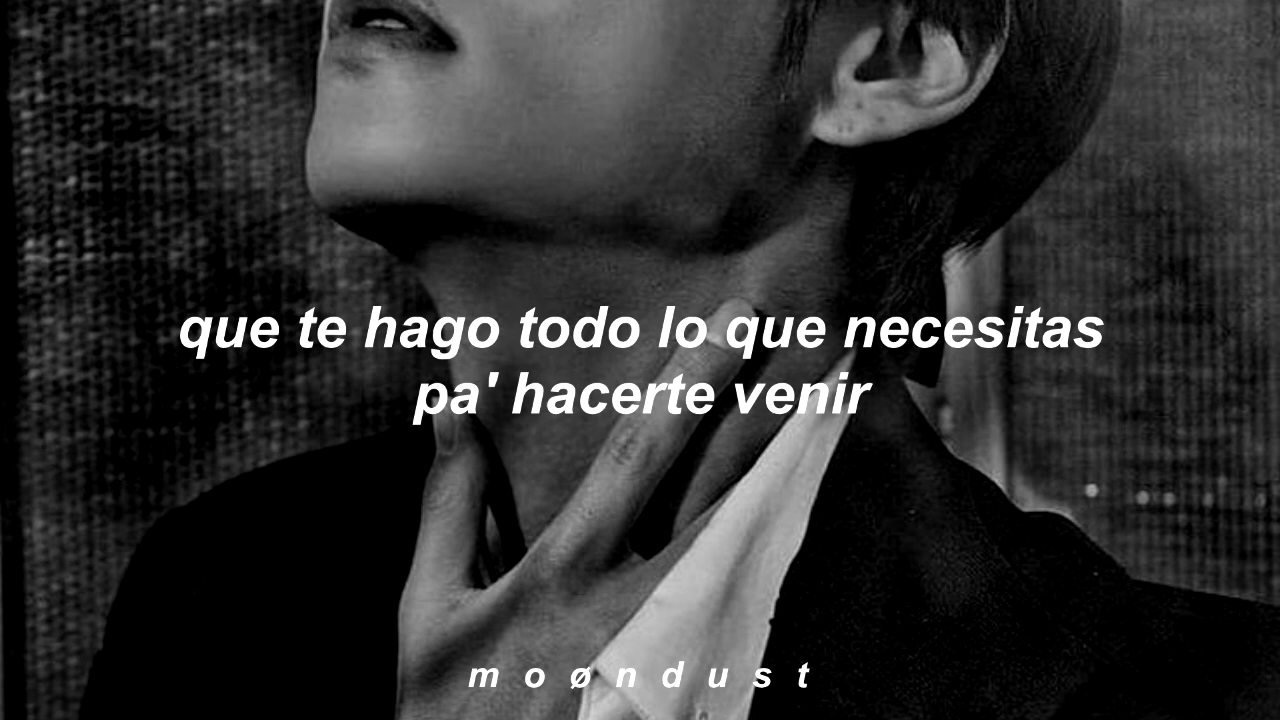 que te hago todo lo que necesitas
pa' hacerte venir
m o ø n d u s t